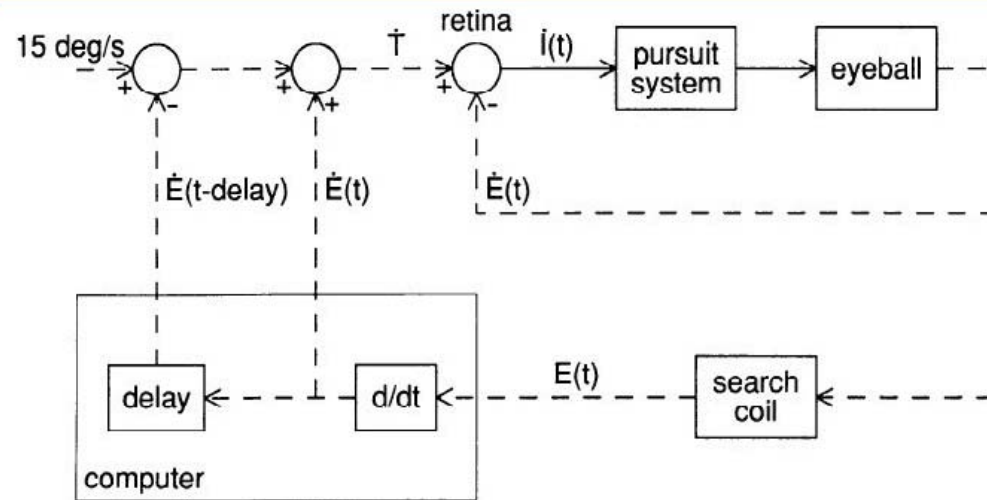 retina
15 deg/s
Ṫ
İ(t)
pursuit
system
eyeball
+
-
+
+
+
-
Ė(t-delay)
Ė(t)
Ė(t)
delay
d/dt
E(t)
search
coil
computer